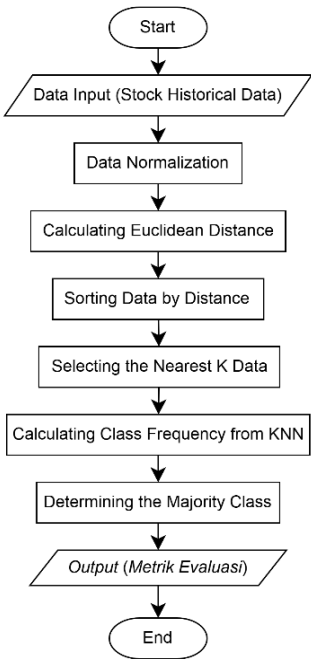 Start
Data Input (Stock Historical Data)
Data Normalization
Calculating Euclidean Distance
Sorting Data by Distance
Selecting the Nearest K Data
Calculating Class Frequency from KNN
Determining the Majority Class
Output (Metrik Evaluasi)
End